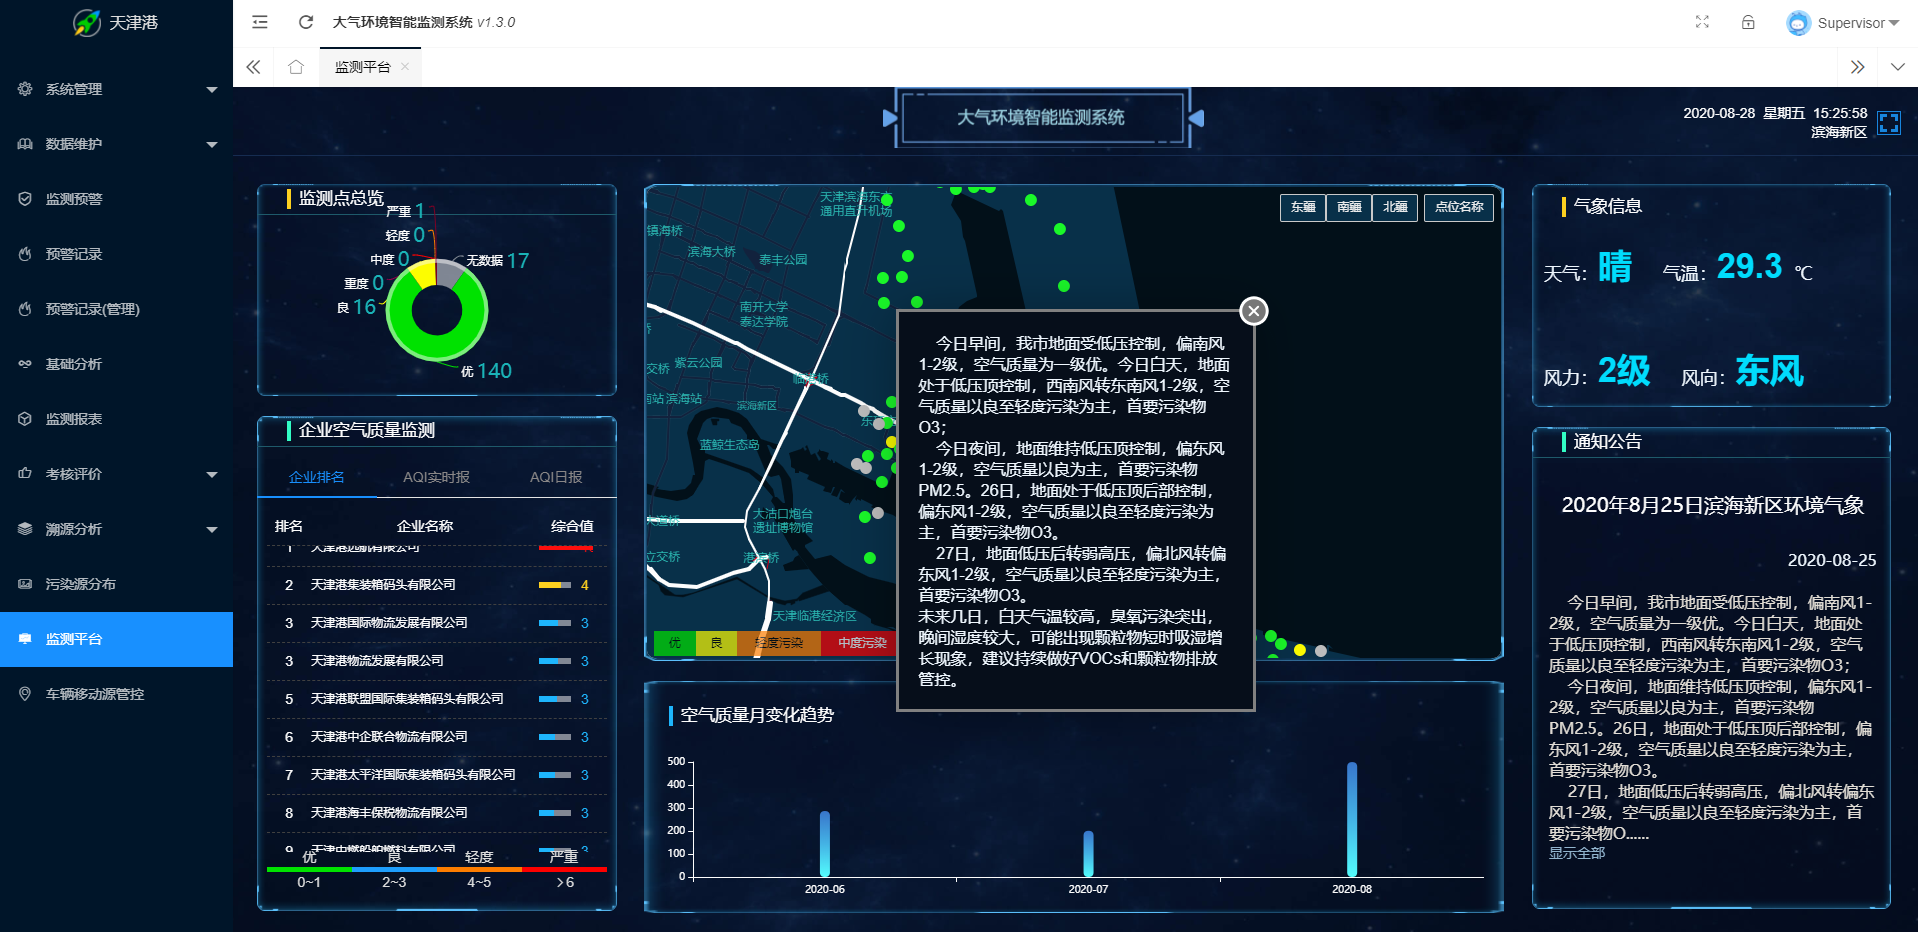 天津港
大气环境智能监测系统 v1.3.0
Supervisor
监测平台
系统管理
数据维护
监测预警
预警记录
预警记录(管理)
基础分析
监测报表
考核评价
溯源分析
污染源分布
监测平台
车辆移动源管控
大气环境智能监测系统
2020-08-28 星期五 15:25:58
滨海新区
监测点总览
严重 1
轻度 0
中度 0
重度 0
良 16
无数据 17
优 140
企业空气质量监测
企业排名 AQI实时报 AQI日报
排名 企业名称 综合值
1 天津港远航有限公司
2 天津港集装箱码头有限公司 4
3 天津港国际物流发展有限公司 3
3 天津港物流发展有限公司 3
5 天津港联盟国际集装箱码头有限公司 3
6 天津港中企联合物流有限公司 3
7 天津港太平洋国际集装箱码头有限公司 3
8 天津港海丰保税物流有限公司 3
9 天津中燃船舶燃料有限公司 3
优 良 轻度 严重
0~1 2~3 4~5 >6
天津滨海东
通用直升机场
镇海桥
滨海大桥
泰丰公园
南开大学
泰达学院
交桥
紫云公园
临港桥
站 滨海站
滨海新区
东
蓝鲸生态岛
大沽口炮台
遗址博物馆
大道桥
立交桥
港 桥
天津临港经济区
东疆 南疆 北疆 点位名称
优 良 轻度污染 中度污染
今日早间，我市地面受低压控制，偏南风
1-2级，空气质量为一级优。今日白天，地面
处于低压顶控制，西南风转东南风1-2级，空
气质量以良至轻度污染为主，首要污染物
O3；
今日夜间，地面维持低压顶控制，偏东风
1-2级，空气质量以良为主，首要污染物
PM2.5。26日，地面处于低压顶后部控制，
偏东风1-2级，空气质量以良至轻度污染为
主，首要污染物O3。
27日，地面低压后转弱高压，偏北风转偏
东风1-2级，空气质量以良至轻度污染为主，
首要污染物O3。
未来几日，白天气温较高，臭氧污染突出，
晚间湿度较大，可能出现颗粒物短时吸湿增
长现象，建议持续做好VOCs和颗粒物排放
管控。
空气质量月变化趋势
500
400
300
200
100
0
2020-06 2020-07 2020-08
气象信息
天气: 晴 气温: 29.3 ℃
风力: 2级 风向: 东风
通知公告
2020年8月25日滨海新区环境气象
2020-08-25
今日早间，我市地面受低压控制，偏南风1-
2级，空气质量为一级优。今日白天，地面处
于低压顶控制，西南风转东南风1-2级，空气
质量以良至轻度污染为主，首要污染物O3；
今日夜间，地面维持低压顶控制，偏东风1-
2级，空气质量以良为主，首要污染物
PM2.5。26日，地面处于低压顶后部控制，偏
东风1-2级，空气质量以良至轻度污染为主，
首要污染物O3。
27日，地面低压后转弱高压，偏北风转偏东
风1-2级，空气质量以良至轻度污染为主，首
要污染物O......
显示全部